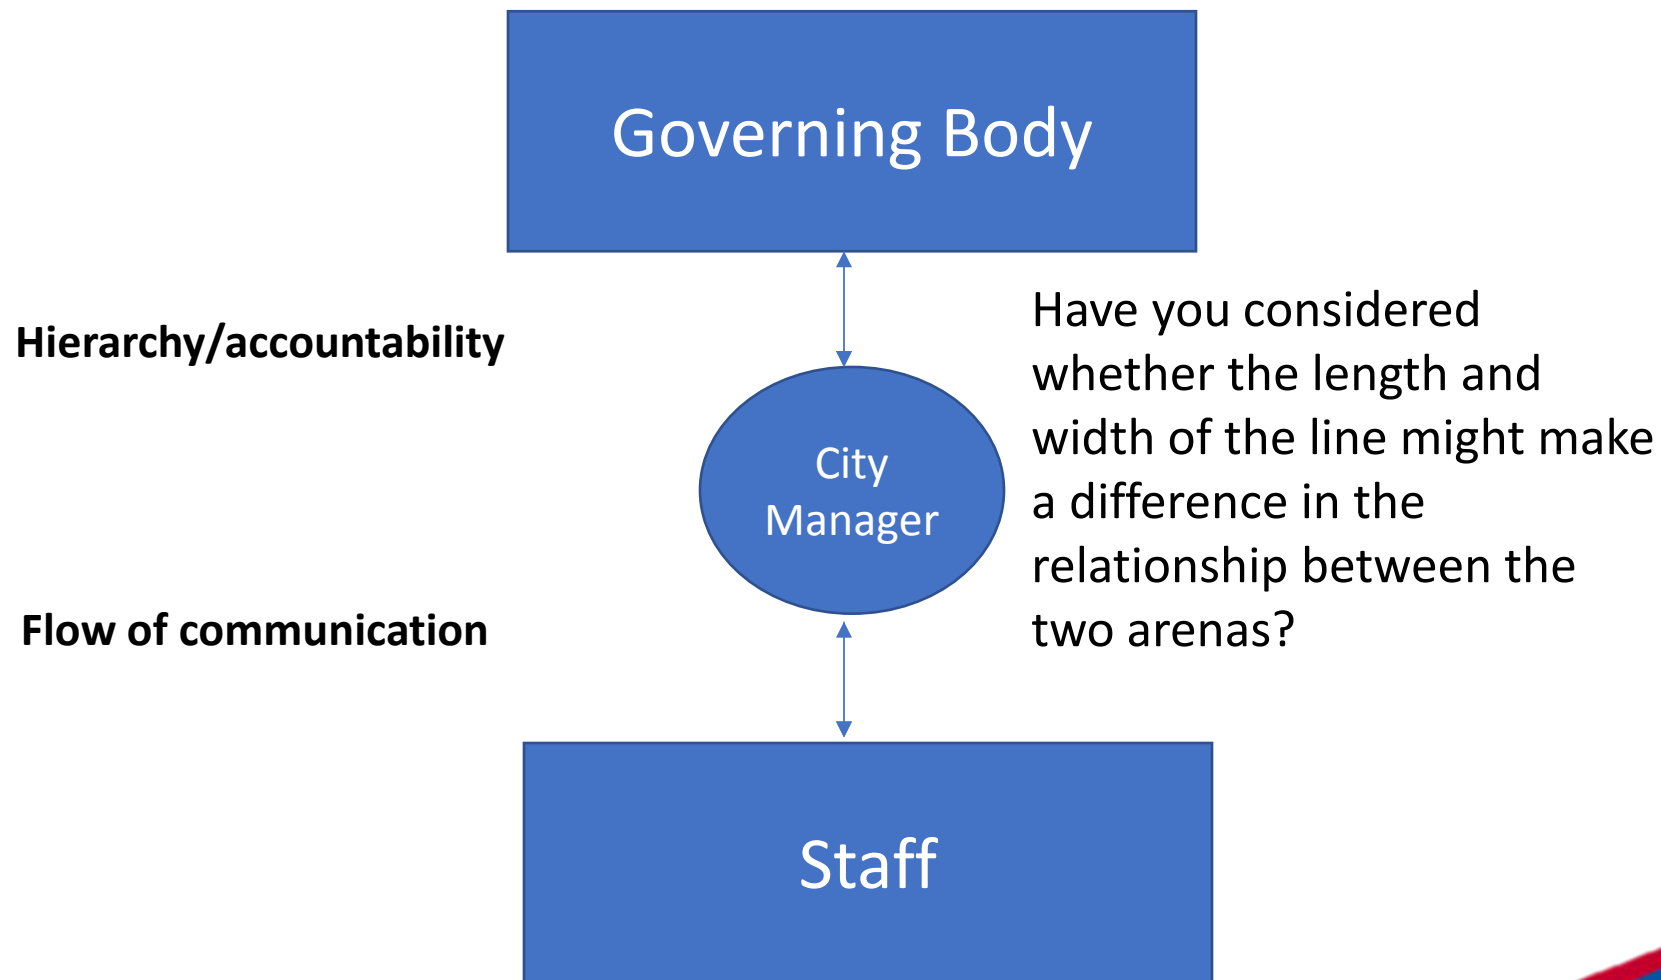 Governing Body
Hierarchy/accountability
Have you considered
whether the length and
width of the line might make
a difference in the
relationship between the
two arenas?
City
Manager
Flow of communication
Staff